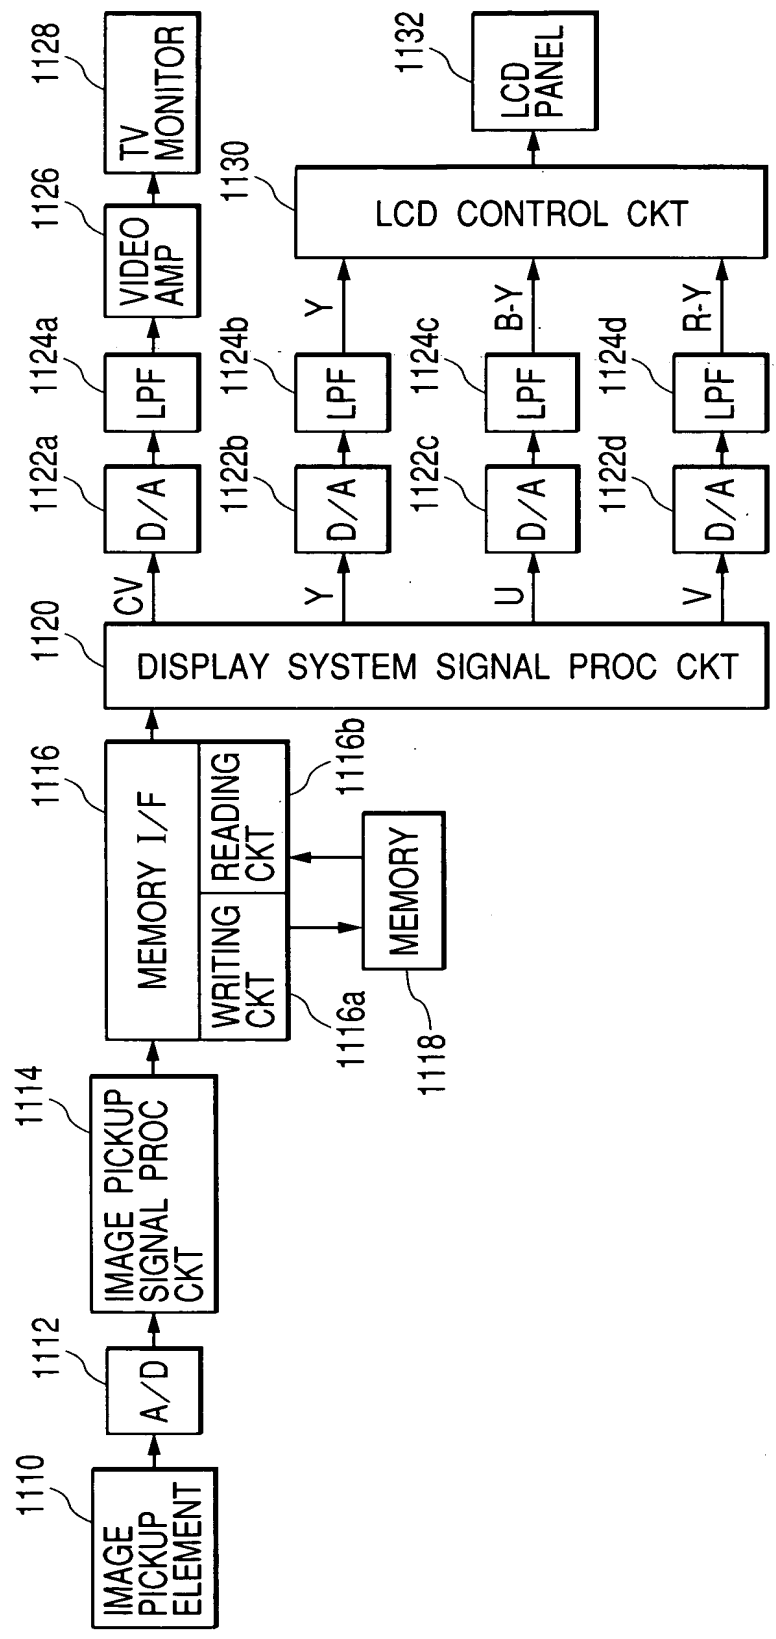 1110
IMAGE
PICKUP
ELEMENT
1112
A/D
1114
IMAGE PICKUP
SIGNAL PROC
CKT
1116
MEMORY I/F
WRITING
CKT
1116a
READING
CKT
1116b
MEMORY
1118
1120
DISPLAY SYSTEM SIGNAL PROC CKT
CV
1122a
D/A
1124a
LPF
1126
VIDEO
AMP
1128
TV
MONITOR
Y
1122b
D/A
1124b
LPF
Y
U
1122c
D/A
1124c
LPF
B-Y
V
1122d
D/A
1124d
LPF
R-Y
1130
LCD CONTROL CKT
1132
LCD
PANEL